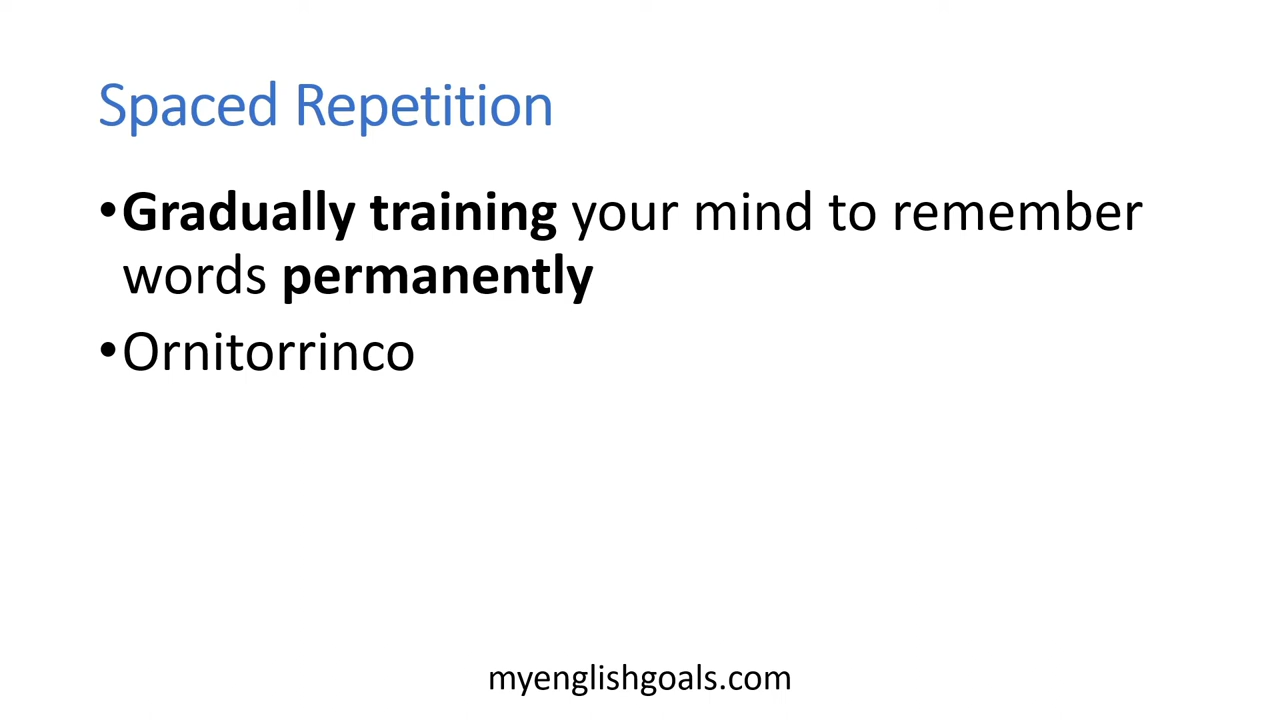 Spaced Repetition
•Gradually training your mind to remember
words permanently
•Ornitorrinco
myenglishgoals.com